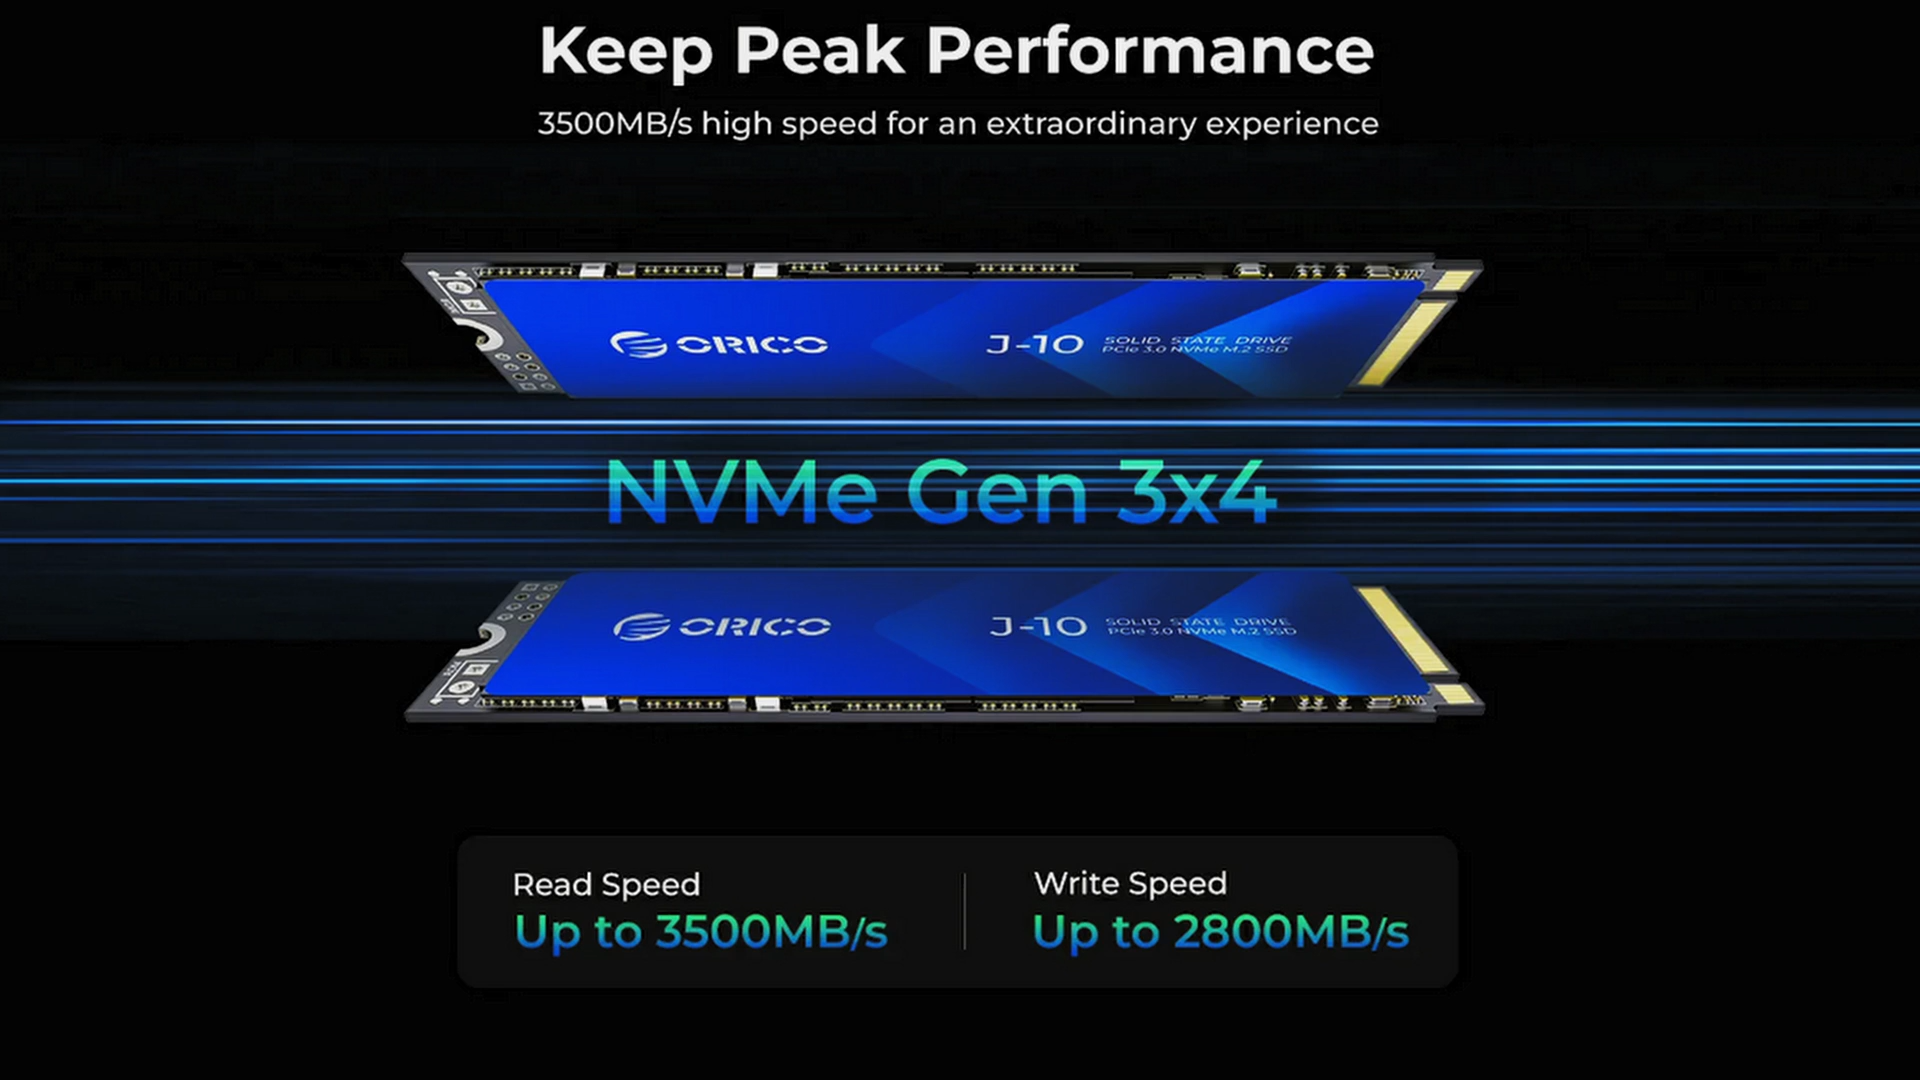 Keep Peak Performance
3500MB/s high speed for an extraordinary experience
ORICO
J-10
SOLID STATE DRIVE
PCIe 3.0 NVMe M.2 SSD
NVMe Gen 3x4
ORICO
J-10
SOLID STATE DRIVE
PCIe 3.0 NVMe M.2 SSD
Read Speed
Up to 3500MB/s
Write Speed
Up to 2800MB/s